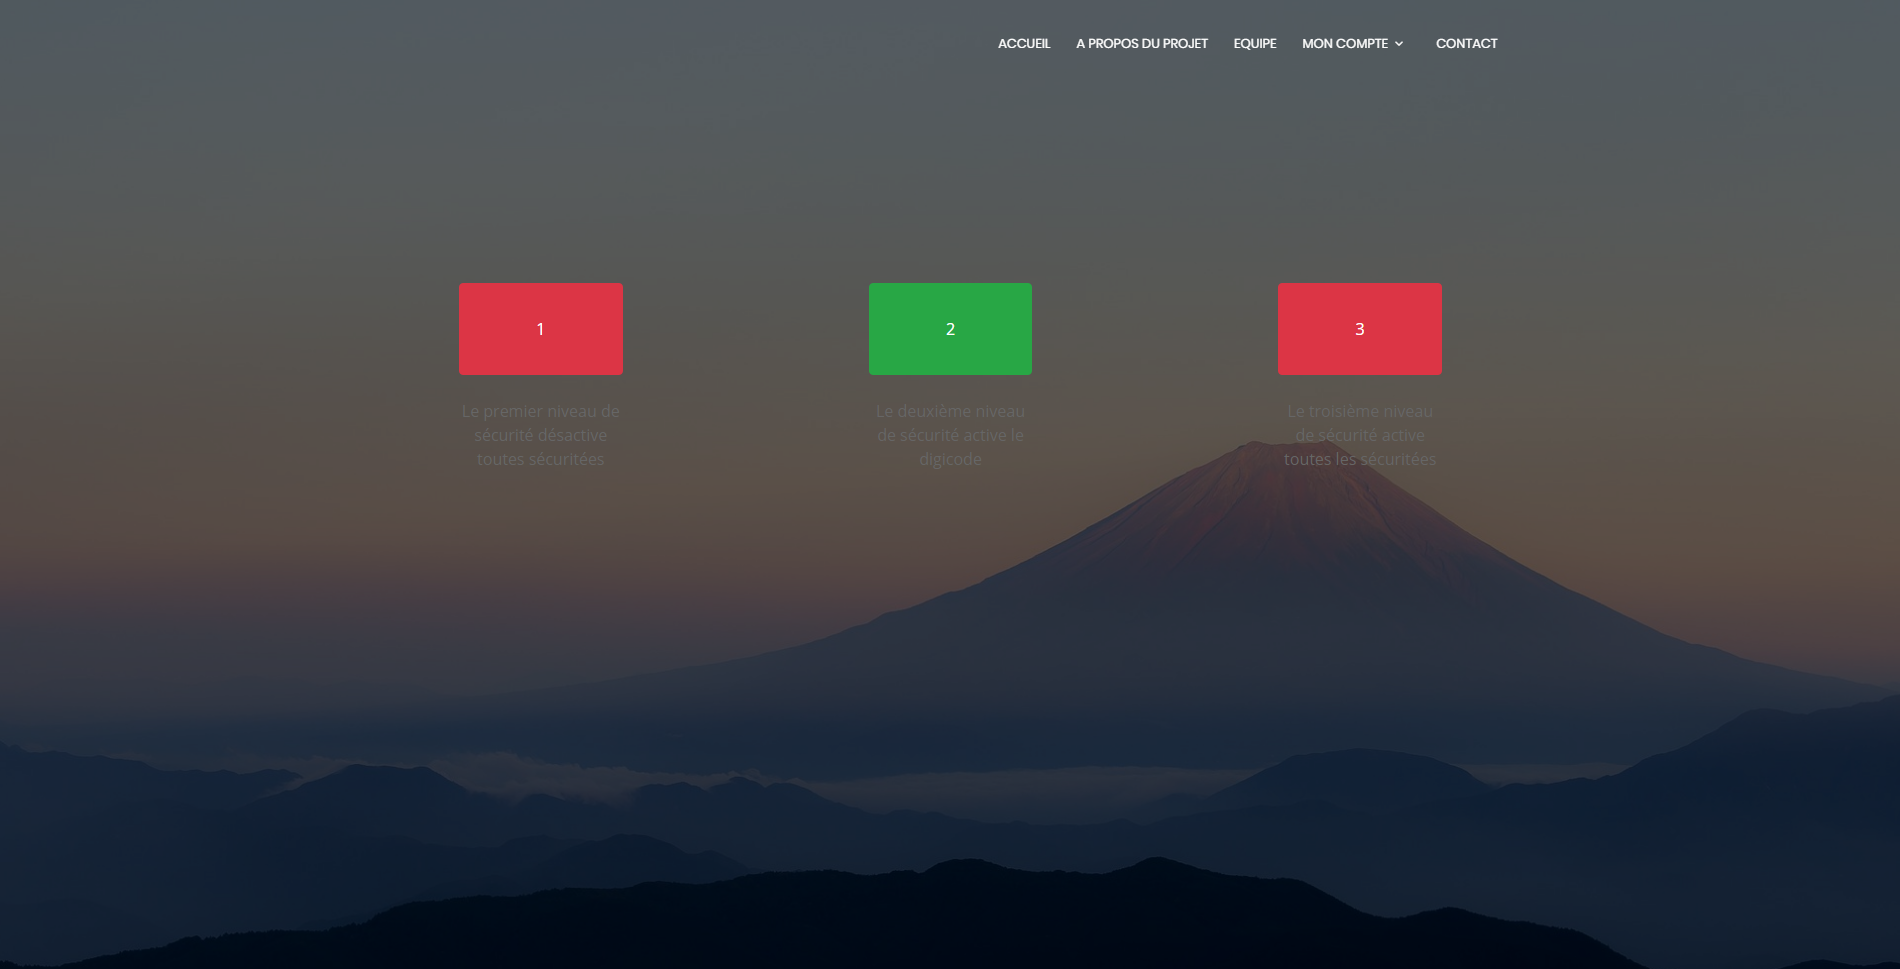 ACCUEIL A PROPOS DU PROJET EQUIPE MON COMPTE CONTACT
1
Le premier niveau de
sécurité désactive
toutes sécuritées
2
Le deuxième niveau
de sécurité active le
digicode
3
Le troisième niveau
de sécurité active
toutes les sécuritées